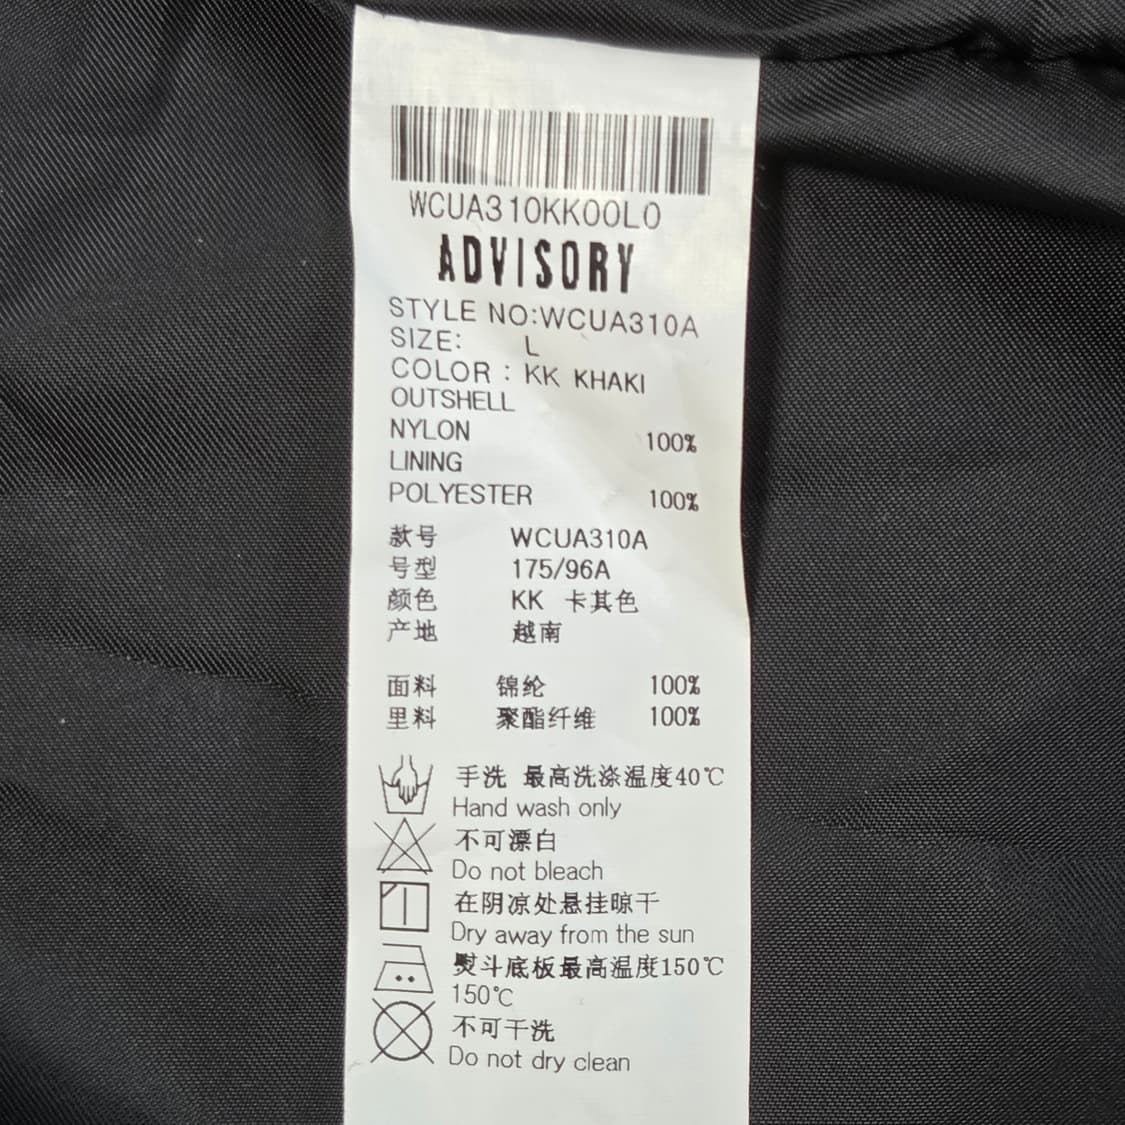 WCUA310KK00L0
ADVISORY
STYLE NO:WCUA310A
SIZE: L
COLOR : KK KHAKI
OUTSHELL
NYLON 100%
LINING
POLYESTER 100%
款号 WCUA310A
号型 175/96A
颜色 KK 卡其色
产地 越南
面料 锦纶 100%
里料 聚酯纤维 100%
手洗 最高洗涤温度40℃
Hand wash only
不可漂白
Do not bleach
在阴凉处悬挂晾干
Dry away from the sun
熨斗底板最高温度150℃
150℃
不可干洗
Do not dry clean